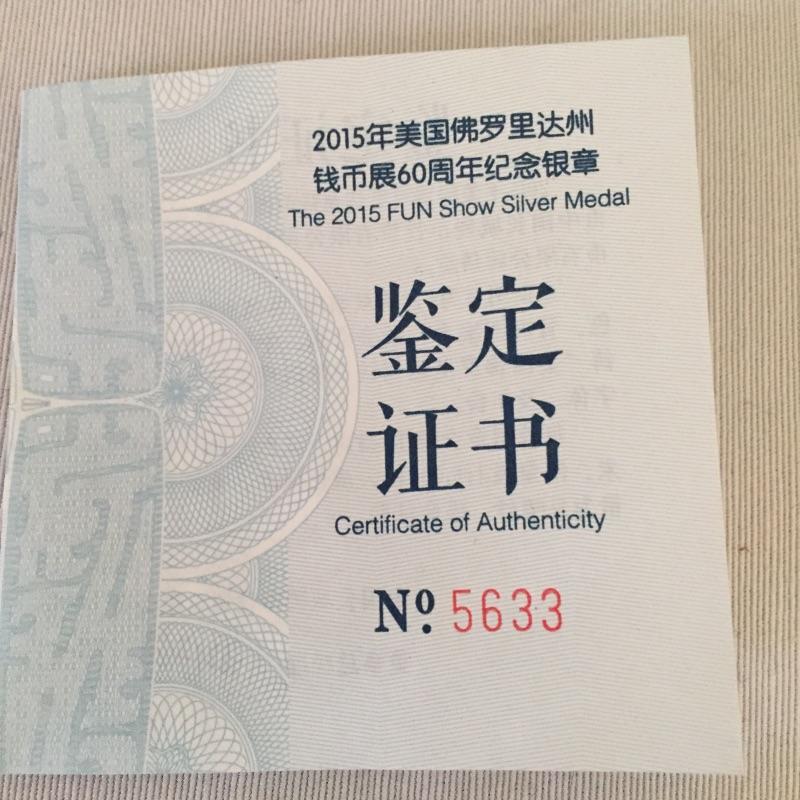 2015年美国佛罗里达州
钱币展60周年纪念银章
The 2015 FUN Show Silver Medal
鉴定
证书
Certificate of Authenticity
Nº. 5633